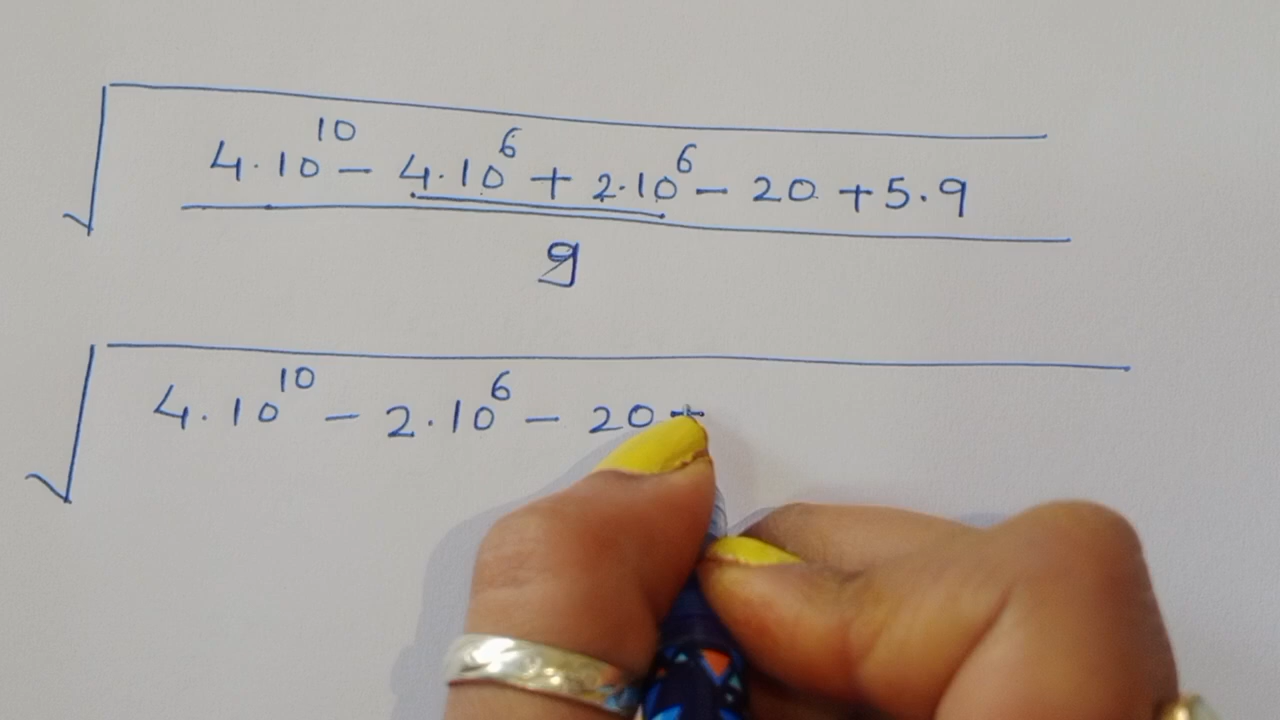 √ 4.10^10 - 4.10^6 + 2.10^6 - 20 + 5.9
9
√ 4.10^10 - 2.10^6 - 20 +